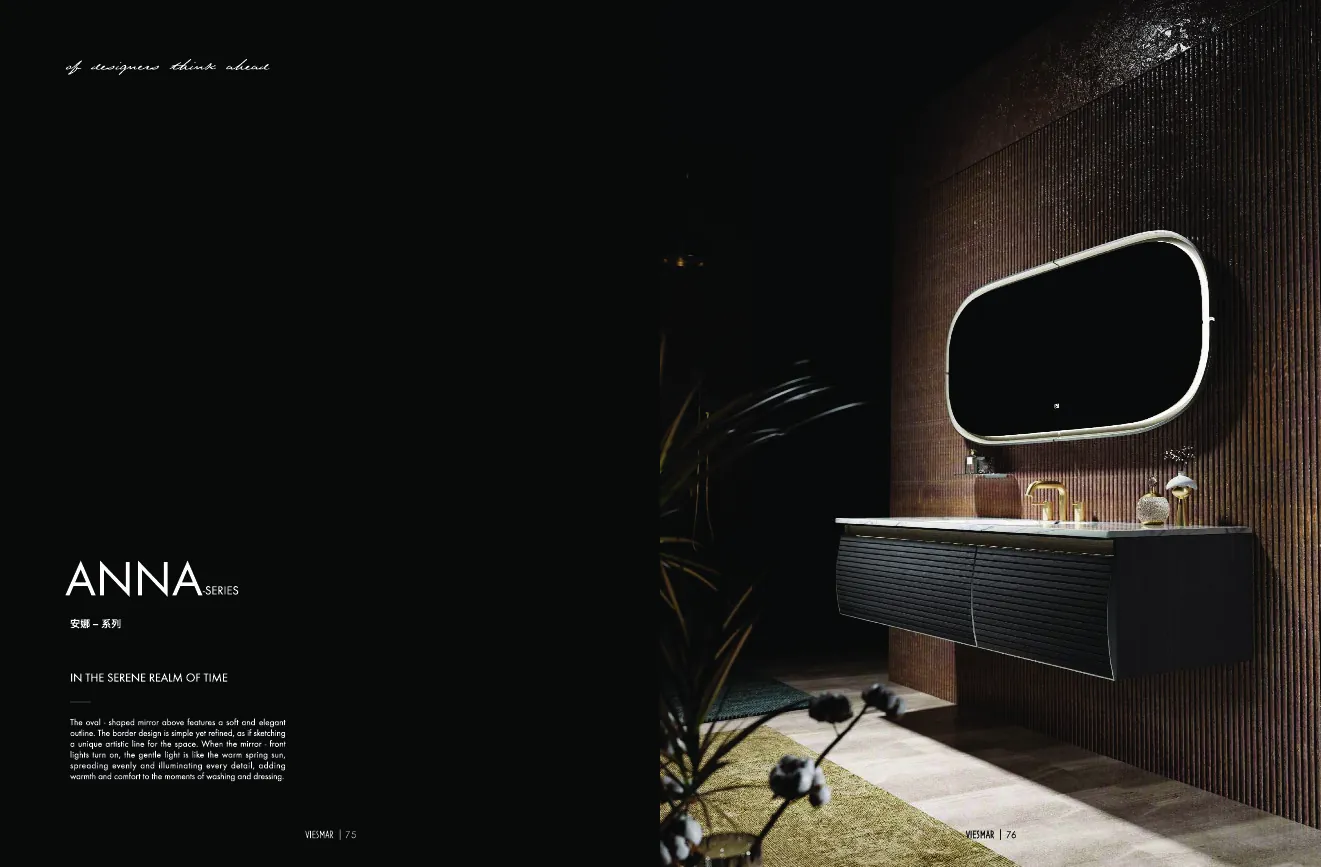 of designers think ahead
ANNA-SERIES
安娜 – 系列
IN THE SERENE REALM OF TIME
The oval - shaped mirror above features a soft and elegant
outline. The border design is simple yet refined, as if sketching
a unique artistic line for the space. When the mirror - front
lights turn on, the gentle light is like the warm spring sun,
spreading evenly and illuminating every detail, adding
warmth and comfort to the moments of washing and dressing.
VIESMAR | 75
VIESMAR | 76